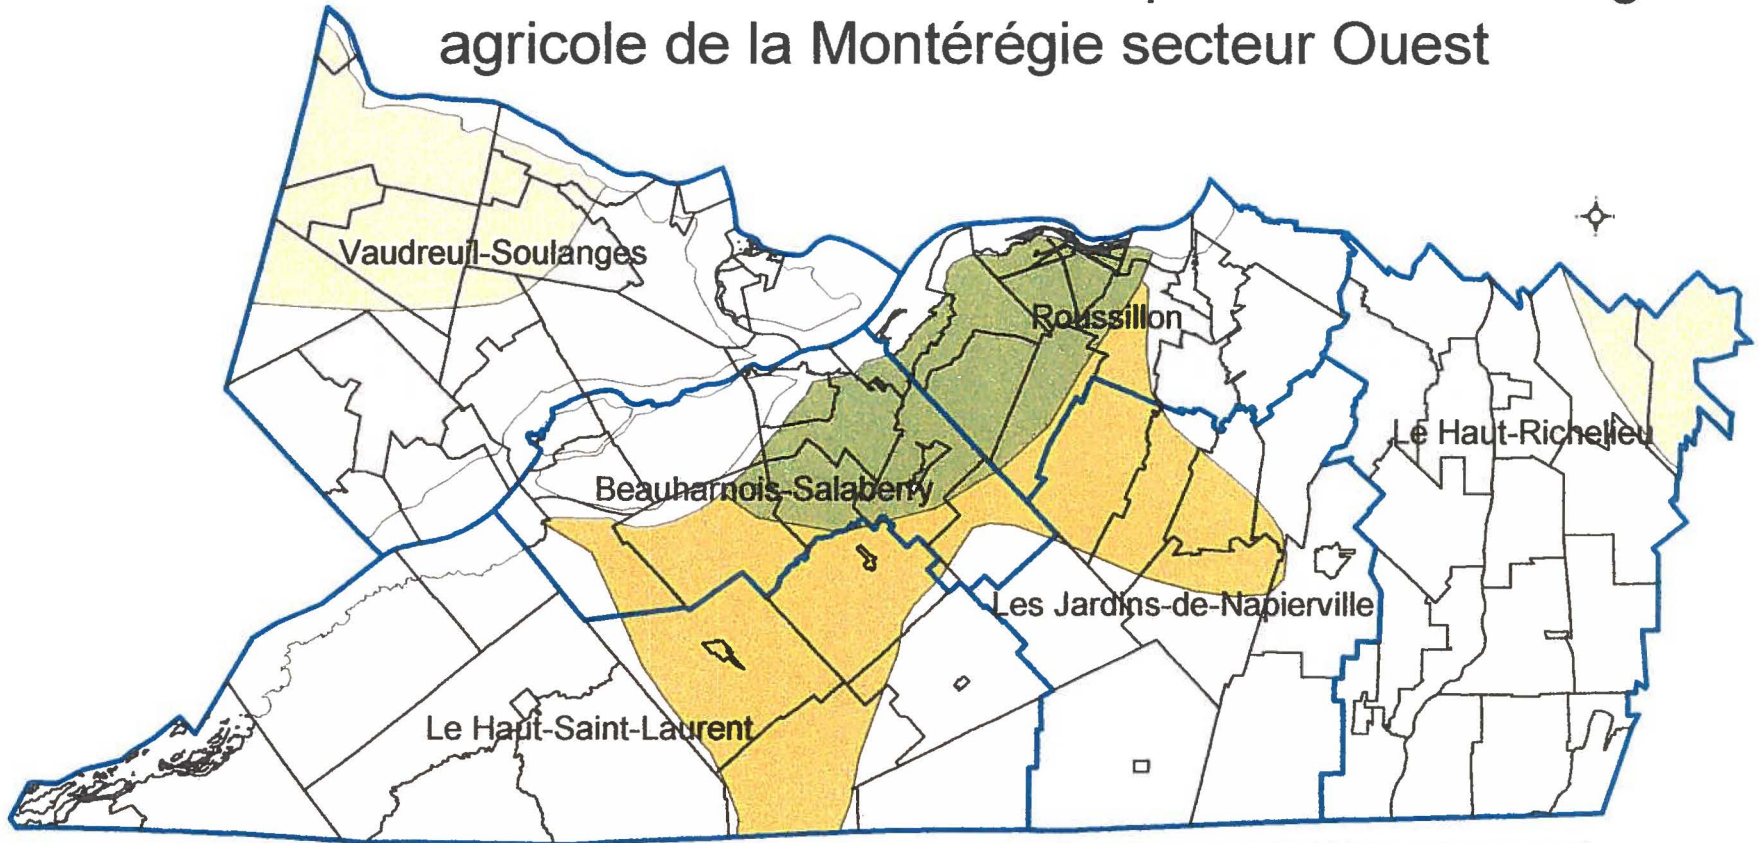 agricole de la Montérégie secteur Ouest
Vaudreuil-Soulanges
Roussillon
Le Haut-Richelieu
Beauharnois-Salaberry
Les Jardins-de-Napierville
Le Haut-Saint-Laurent